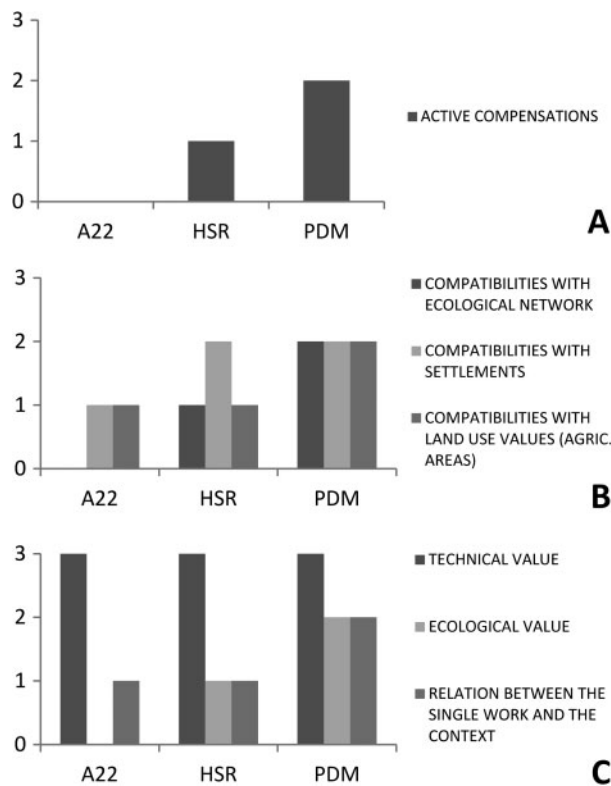 3
2
1
0
A22 HSR PDM
ACTIVE COMPENSATIONS
A
3
2
1
0
A22 HSR PDM
COMPATIBILITIES WITH
ECOLOGICAL NETWORK
COMPATIBILITIES WITH
SETTLEMENTS
COMPATIBILITIES WITH
LAND USE VALUES (AGRIC.
AREAS)
B
3
2
1
0
A22 HSR PDM
TECHNICAL VALUE
ECOLOGICAL VALUE
RELATION BETWEEN THE
SINGLE WORK AND THE
CONTEXT
C